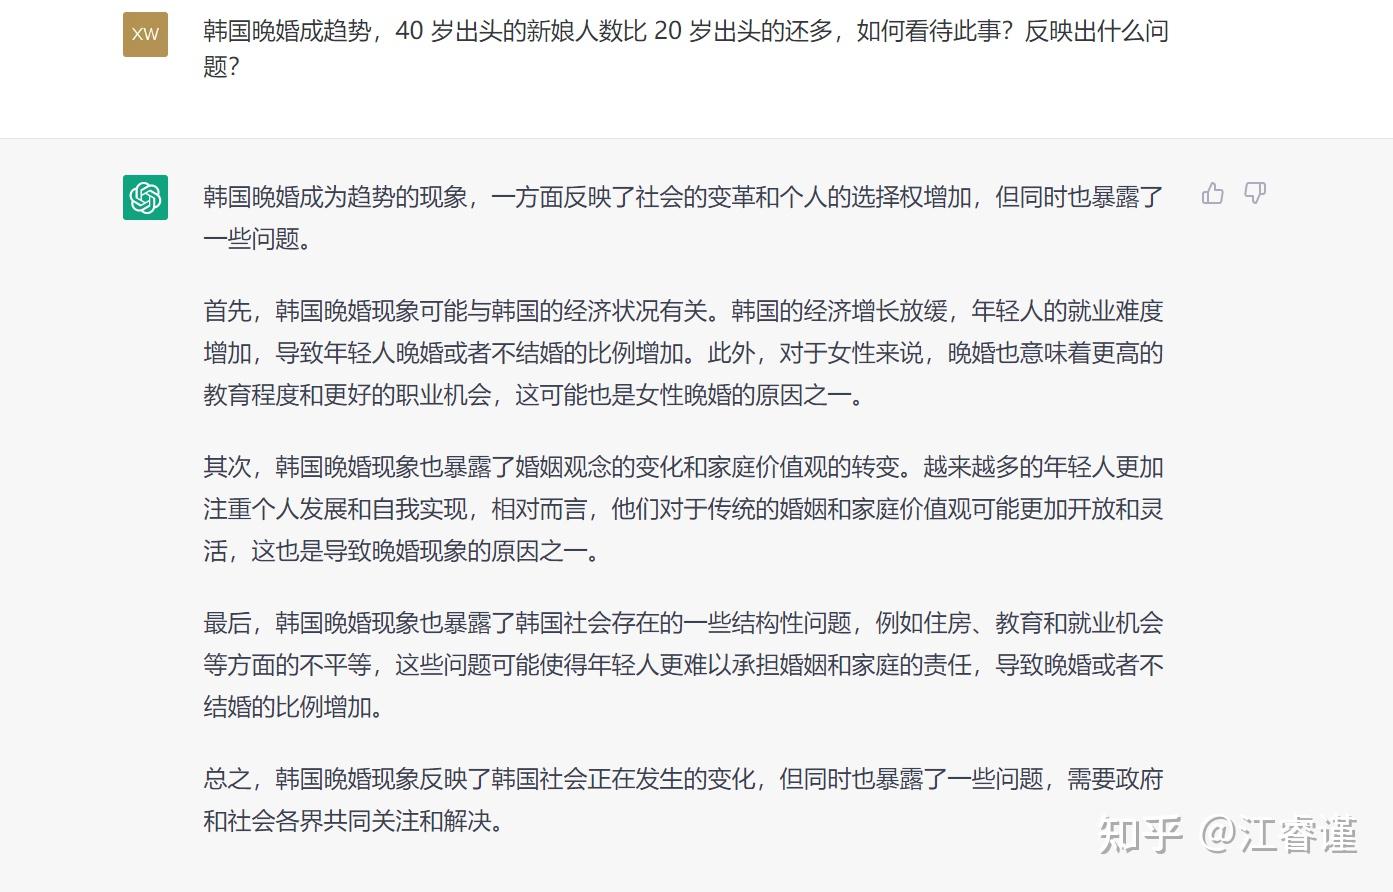 XW
韩国晚婚成趋势，40 岁出头的新娘人数比 20 岁出头的还多，如何看待此事？反映出什么问
题？
韩国晚婚成为趋势的现象，一方面反映了社会的变革和个人的选择权增加，但同时也暴露了
一些问题。
首先，韩国晚婚现象可能与韩国的经济状况有关。韩国的经济增长放缓，年轻人的就业难度
增加，导致年轻人晚婚或者不结婚的比例增加。此外，对于女性来说，晚婚也意味着更高的
教育程度和更好的职业机会，这可能也是女性晚婚的原因之一。
其次，韩国晚婚现象也暴露了婚姻观念的变化和家庭价值观的转变。越来越多的年轻人更加
注重个人发展和自我实现，相对而言，他们对于传统的婚姻和家庭价值观可能更加开放和灵
活，这也是导致晚婚现象的原因之一。
最后，韩国晚婚现象也暴露了韩国社会存在的一些结构性问题，例如住房、教育和就业机会
等方面的不平等，这些问题可能使得年轻人更难以承担婚姻和家庭的责任，导致晚婚或者不
结婚的比例增加。
总之，韩国晚婚现象反映了韩国社会正在发生的变化，但同时也暴露了一些问题，需要政府
和社会各界共同关注和解决。
知乎 @江睿谨